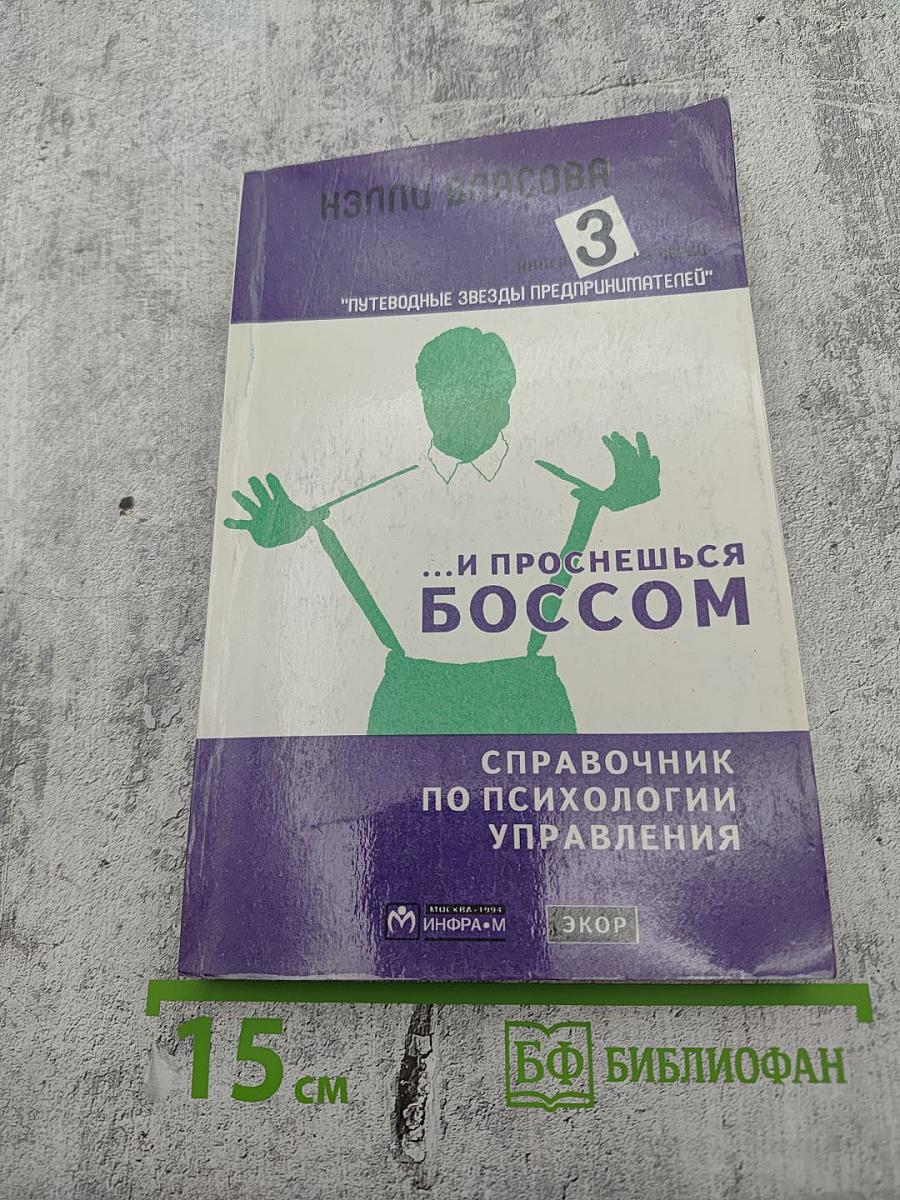 НЭЛЛИ ВЛАСОВА
КНИГА 3
"ПУТЕВОДНЫЕ ЗВЕЗДЫ ПРЕДПРИНИМАТЕЛЕЙ"
...И ПРОСНЕШЬСЯ
БОССОМ
СПРАВОЧНИК
ПО ПСИХОЛОГИИ
УПРАВЛЕНИЯ
МОСКВА·1994
ИНФРА•М
ЭКОР
15 см
БФ БИБЛИОФАН